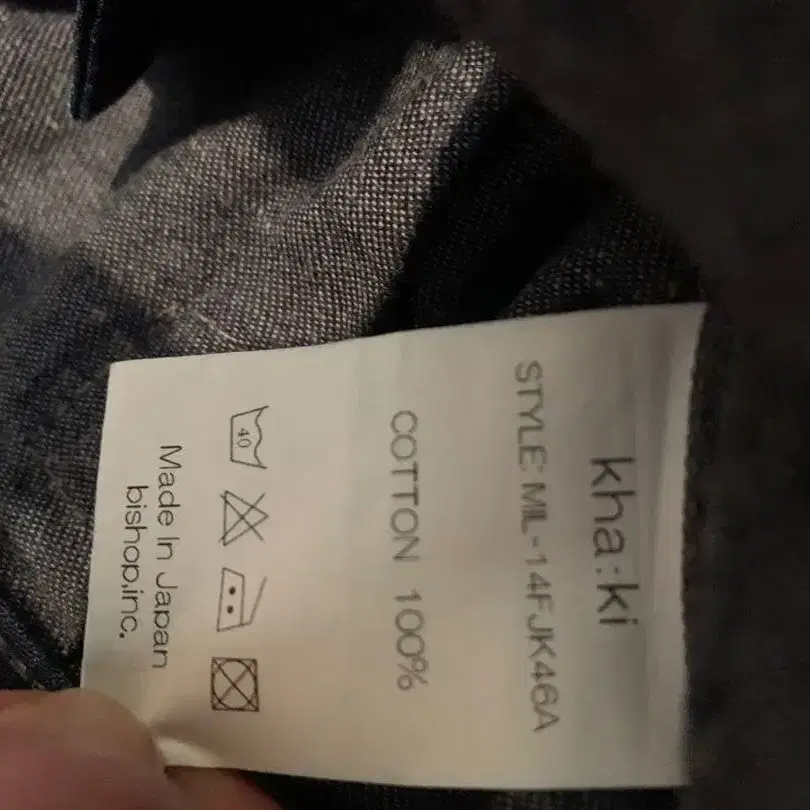 kha:ki
STYLE: MIL-14FJK46A
COTTON 100%
40
Made In Japan
bishop,inc.